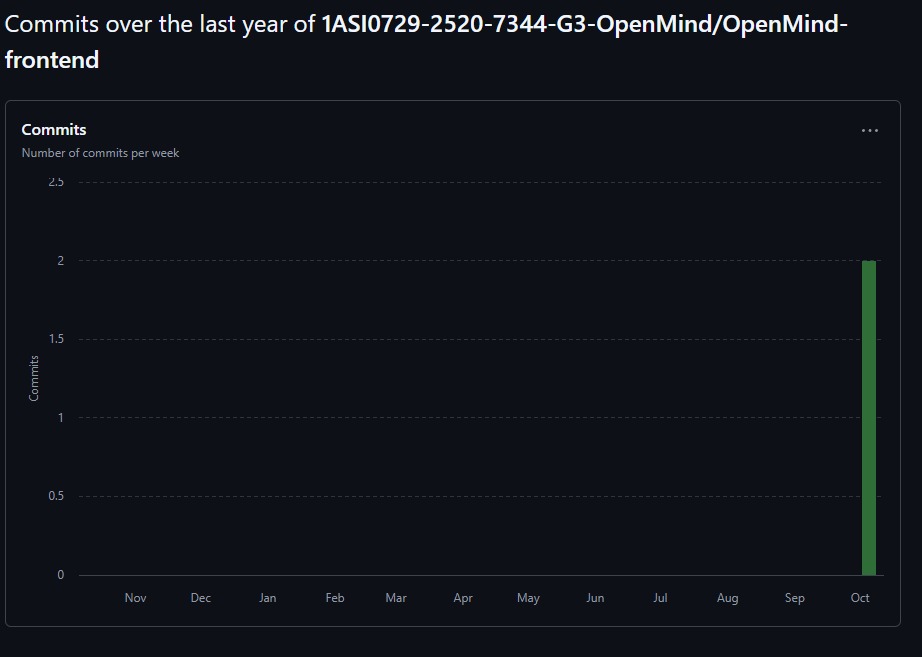 Commits over the last year of 1ASI0729-2520-7344-G3-OpenMind/OpenMind-
frontend
Commits
Number of commits per week
2.5
2
1.5
Commits
1
0.5
0
Nov Dec Jan Feb Mar Apr May Jun Jul Aug Sep Oct